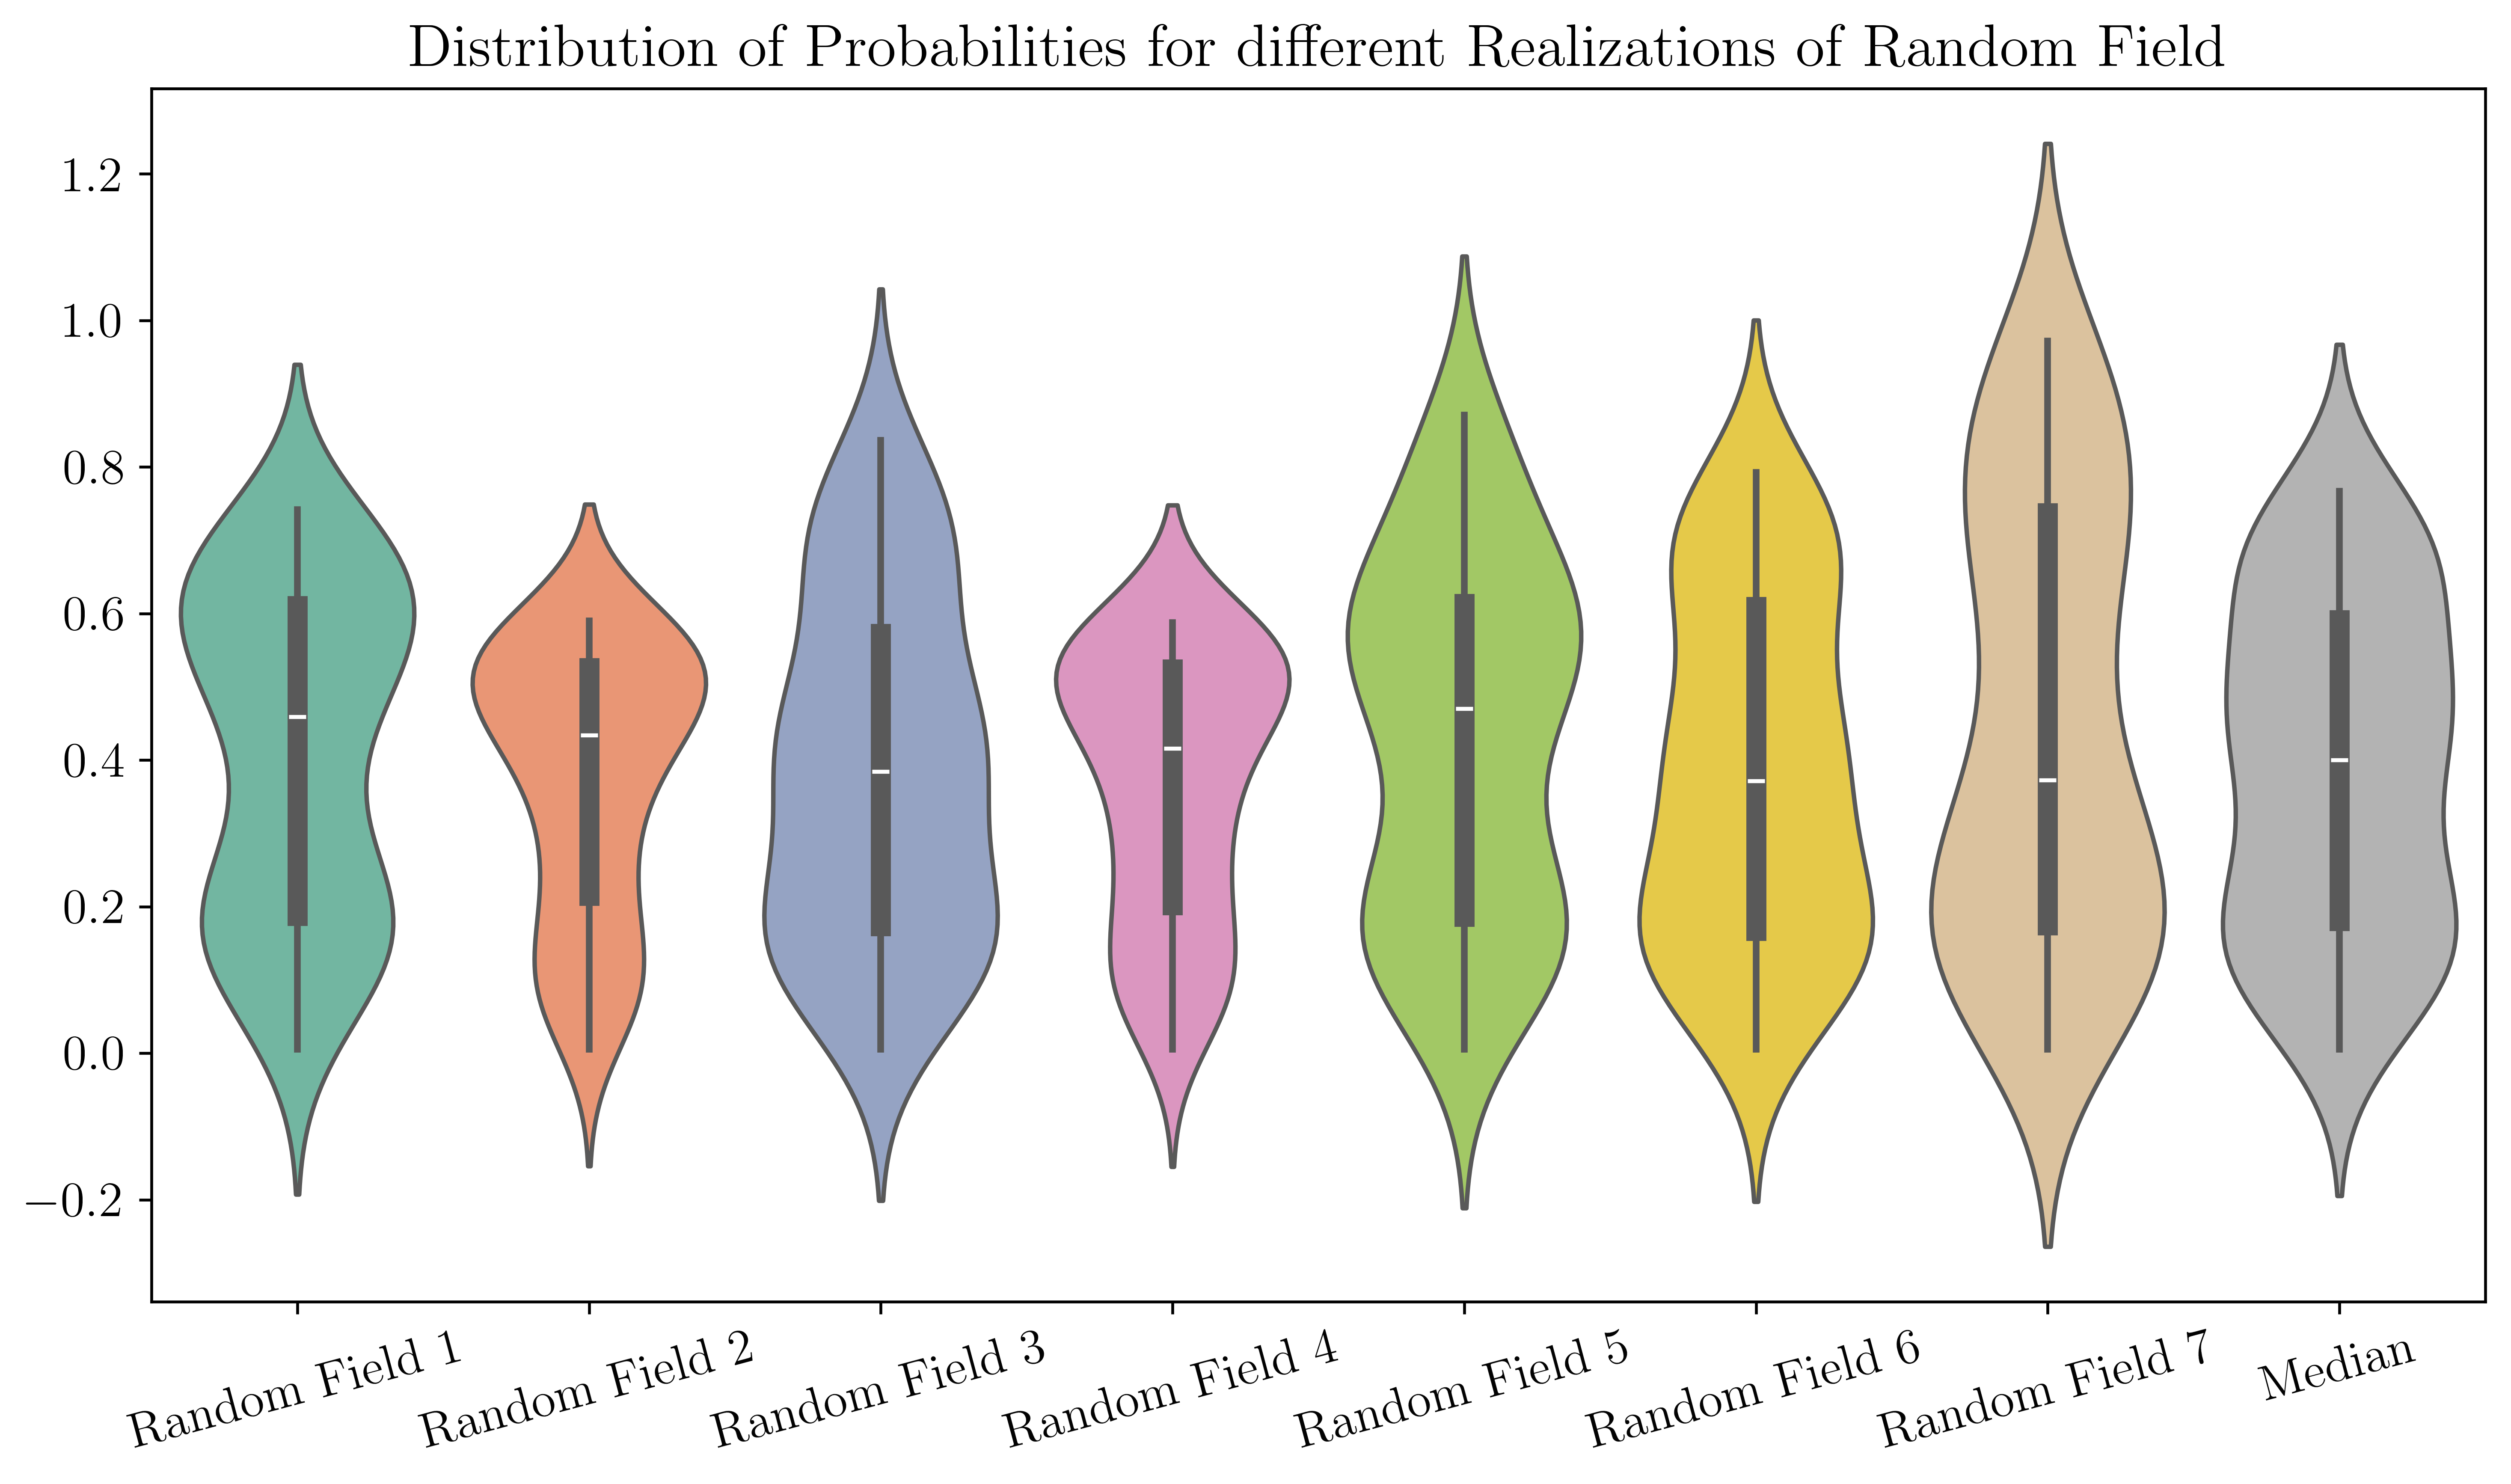 Distribution of Probabilities for different Realizations of Random Field
1.2
1.0
0.8
0.6
0.4
0.2
0.0
−0.2
Random Field 1
Random Field 2
Random Field 3
Random Field 4
Random Field 5
Random Field 6
Random Field 7
Median